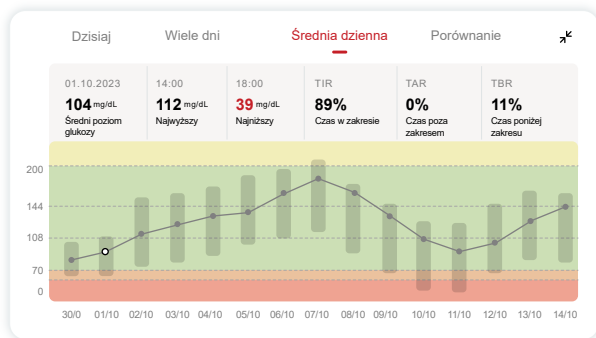 Dzisiaj Wiele dni Średnia dzienna Porównanie
01.10.2023 14:00 18:00 TIR TAR TBR
104 mg/dL 112 mg/dL 39 mg/dL 89% 0% 11%
Średni poziom Najwyższy Najniższy Czas w zakresie Czas poza Czas poniżej
glukozy zakresem zakresu
200
144
108
70
0
30/0 01/10 02/10 03/10 04/10 05/10 06/10 07/10 08/10 09/10 10/10 11/10 12/10 13/10 14/10